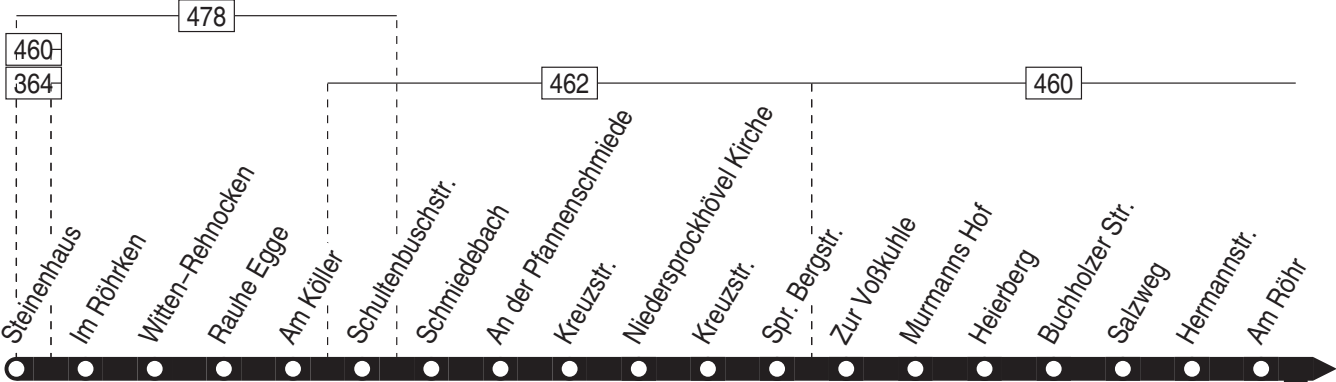 478
460
364
462
460
Steinenhaus
Im Röhrken
Witten–Rehnocken
Rauhe Egge
Am Köller
Schultenbuschstr.
Schmiedebach
An der Pfannenschmiede
Kreuzstr.
Niedersprockhövel Kirche
Kreuzstr.
Spr. Bergstr.
Zur Voßkuhle
Murmanns Hof
Heierberg
Buchholzer Str.
Salzweg
Hermannstr.
Am Röhr